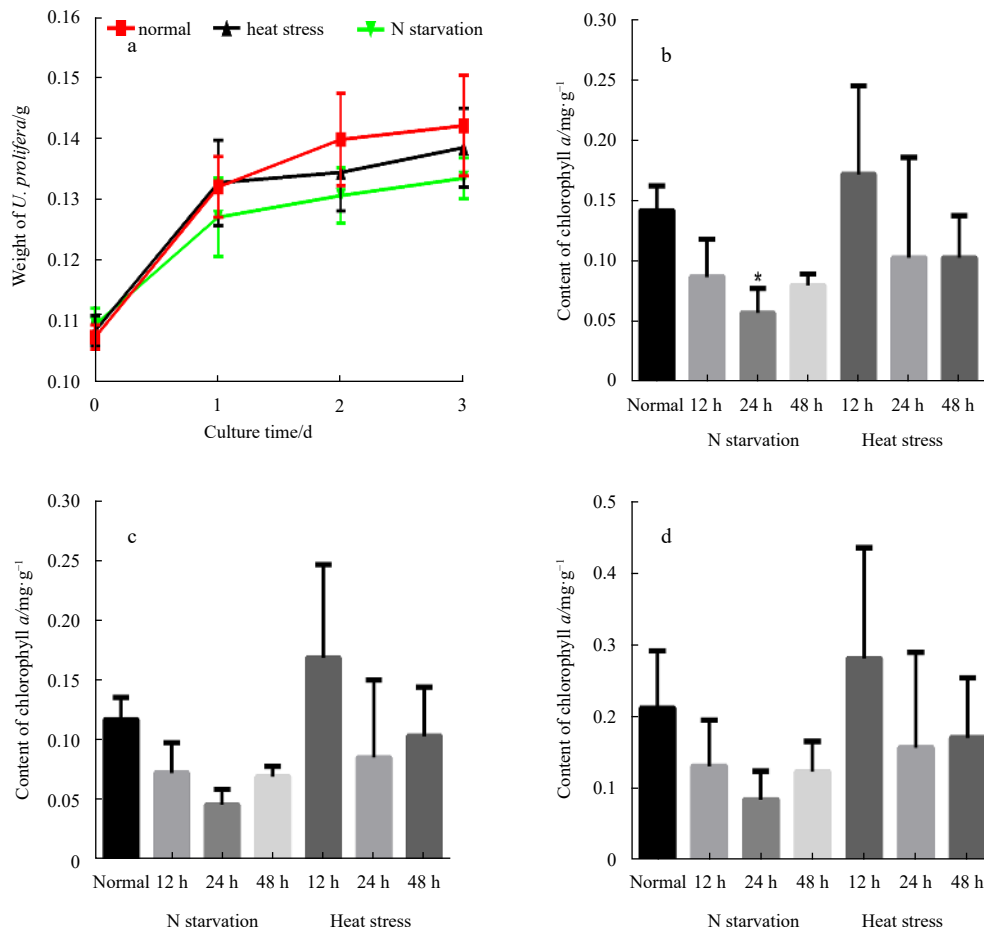 0.16
normal
heat stress
N starvation
a
0.15
0.14
0.13
0.12
0.11
0.10
Weight of U. prolifera/g
0
1
2
3
Culture time/d
b
0.30
0.25
0.20
0.15
0.10
0.05
0
Content of chlorophyll a/mg·g⁻¹
*
Normal 12 h 24 h 48 h 12 h 24 h 48 h
N starvation Heat stress
c
0.30
0.25
0.20
0.15
0.10
0.05
0
Content of chlorophyll a/mg·g⁻¹
Normal 12 h 24 h 48 h 12 h 24 h 48 h
N starvation Heat stress
d
0.5
0.4
0.3
0.2
0.1
0
Content of chlorophyll a/mg·g⁻¹
Normal 12 h 24 h 48 h 12 h 24 h 48 h
N starvation Heat stress